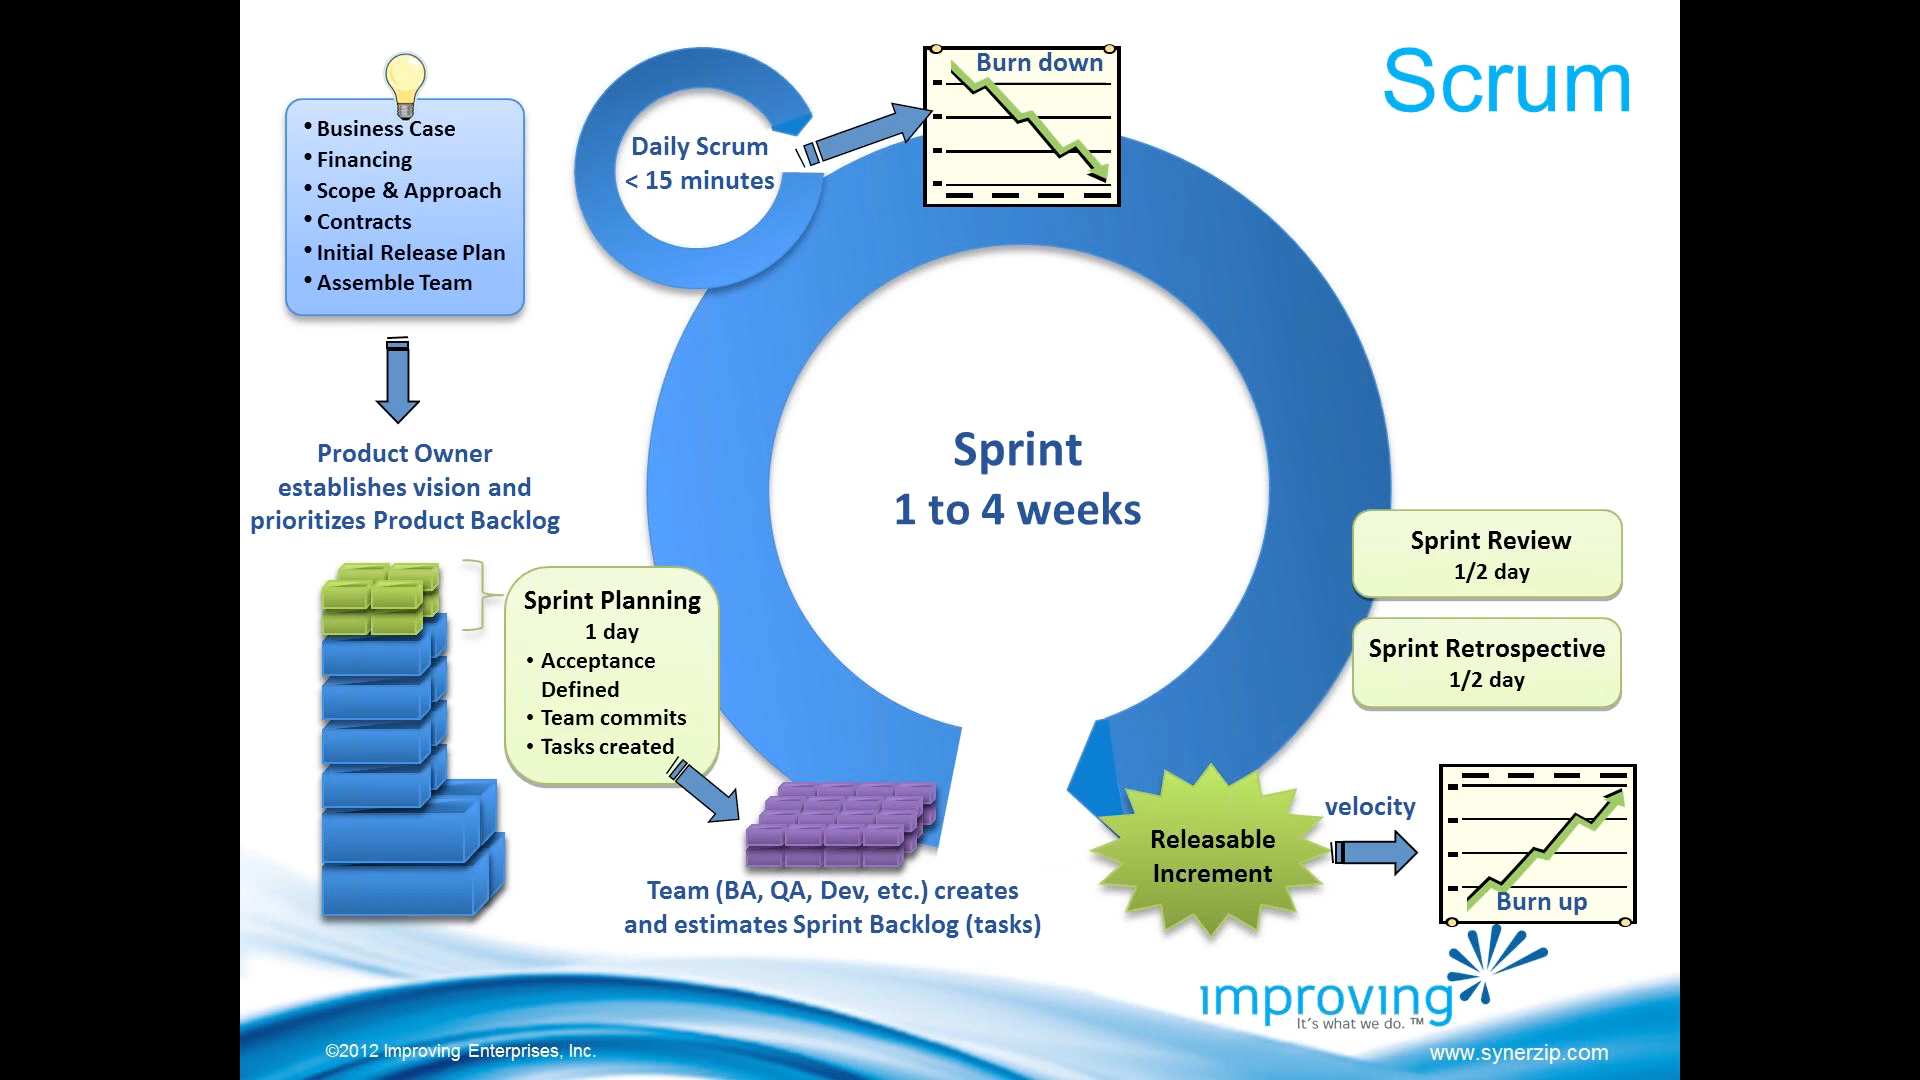 Scrum
• Business Case
• Financing
• Scope & Approach
• Contracts
• Initial Release Plan
• Assemble Team
Product Owner
establishes vision and
prioritizes Product Backlog
Daily Scrum
< 15 minutes
Burn down
Sprint
1 to 4 weeks
Sprint Planning
1 day
• Acceptance
Defined
• Team commits
• Tasks created
Team (BA, QA, Dev, etc.) creates
and estimates Sprint Backlog (tasks)
Sprint Review
1/2 day
Sprint Retrospective
1/2 day
Releasable
Increment
velocity
Burn up
improving
It's what we do. ™
©2012 Improving Enterprises, Inc.
www.synerzip.com